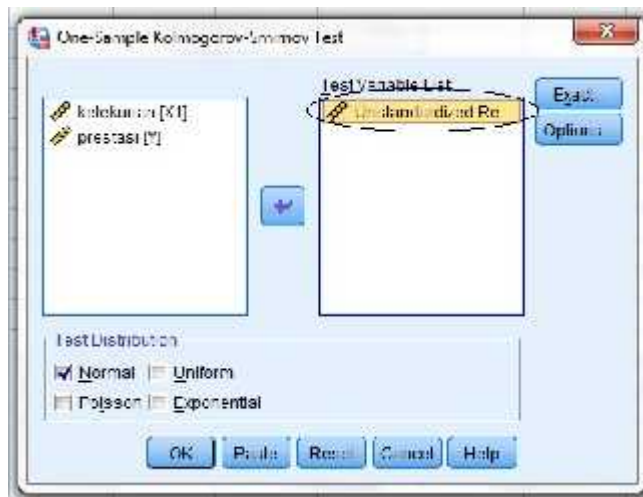 One-Sample Kolmogorov-Smirnov Test
Test Variable List
ketekunan [X1]
prestasi [Y]
Unstandardized Re
Exact
Options
Test Distribution
Normal
Uniform
Poisson
Exponential
OK
Paste
Reset
Cancel
Help